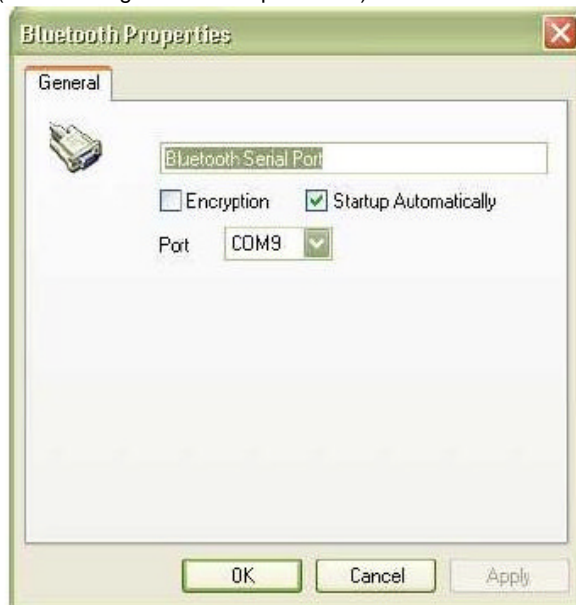 Bluetooth Properties
General
Bluetooth Serial Port
Encryption Startup Automatically
Port COM9
OK Cancel Apply